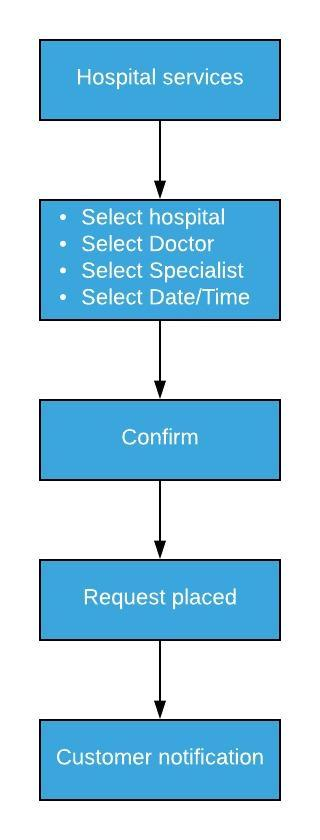 Hospital services
• Select hospital
• Select Doctor
• Select Specialist
• Select Date/Time
Confirm
Request placed
Customer notification